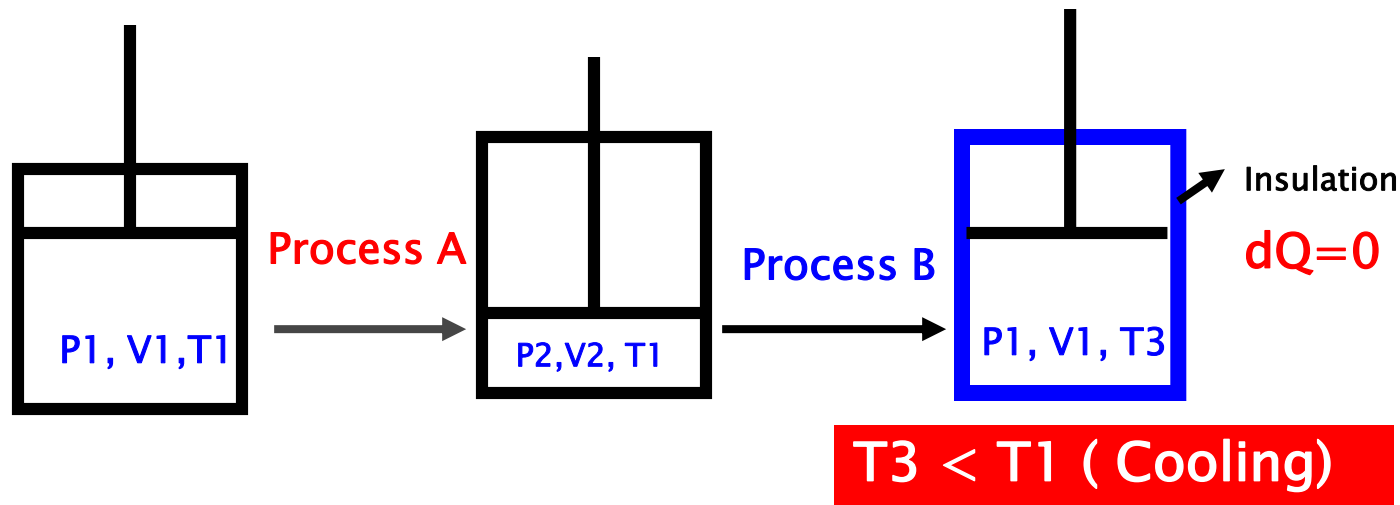 P1, V1,T1
Process A
P2,V2, T1
Process B
P1, V1, T3
Insulation
dQ=0
T3 < T1 ( Cooling)